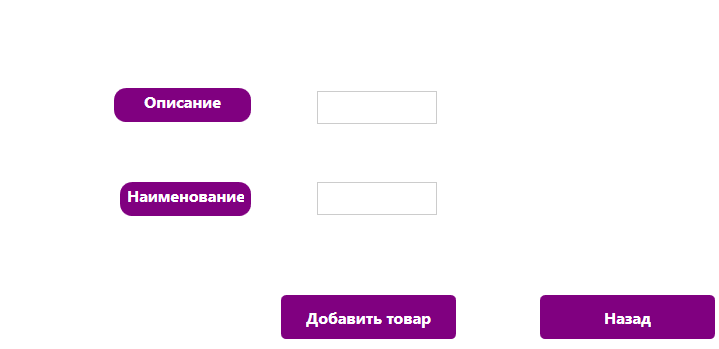 Описание
Наименование
Добавить товар
Назад